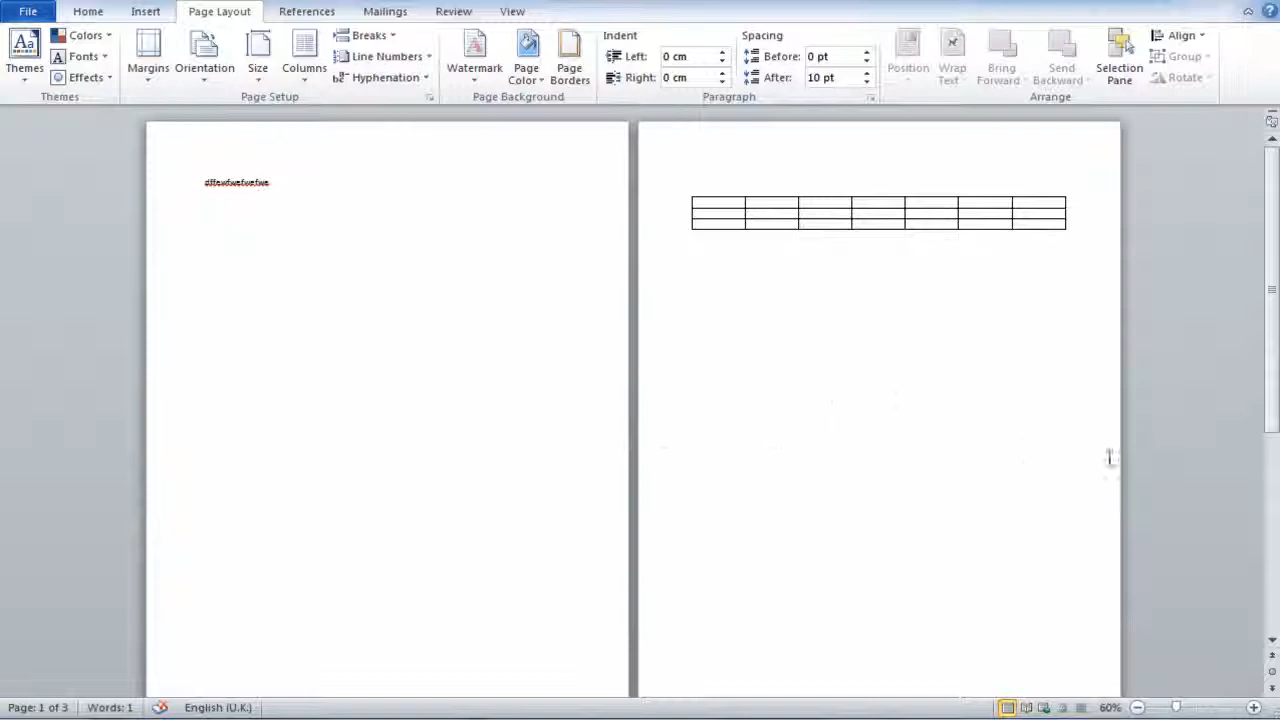 File Home Insert Page Layout References Mailings Review View
Themes Colors Fonts Effects Themes
Margins Orientation Size Columns Breaks Line Numbers Hyphenation Page Setup
Watermark Page Color Page Borders Page Background
Indent Left: 0 cm Right: 0 cm Spacing Before: 0 pt After: 10 pt Paragraph
Position Wrap Text Bring Forward Send Backward Selection Pane Align Group Rotate Arrange
Page: 1 of 3 Words: 1 English (U.K.) 60%